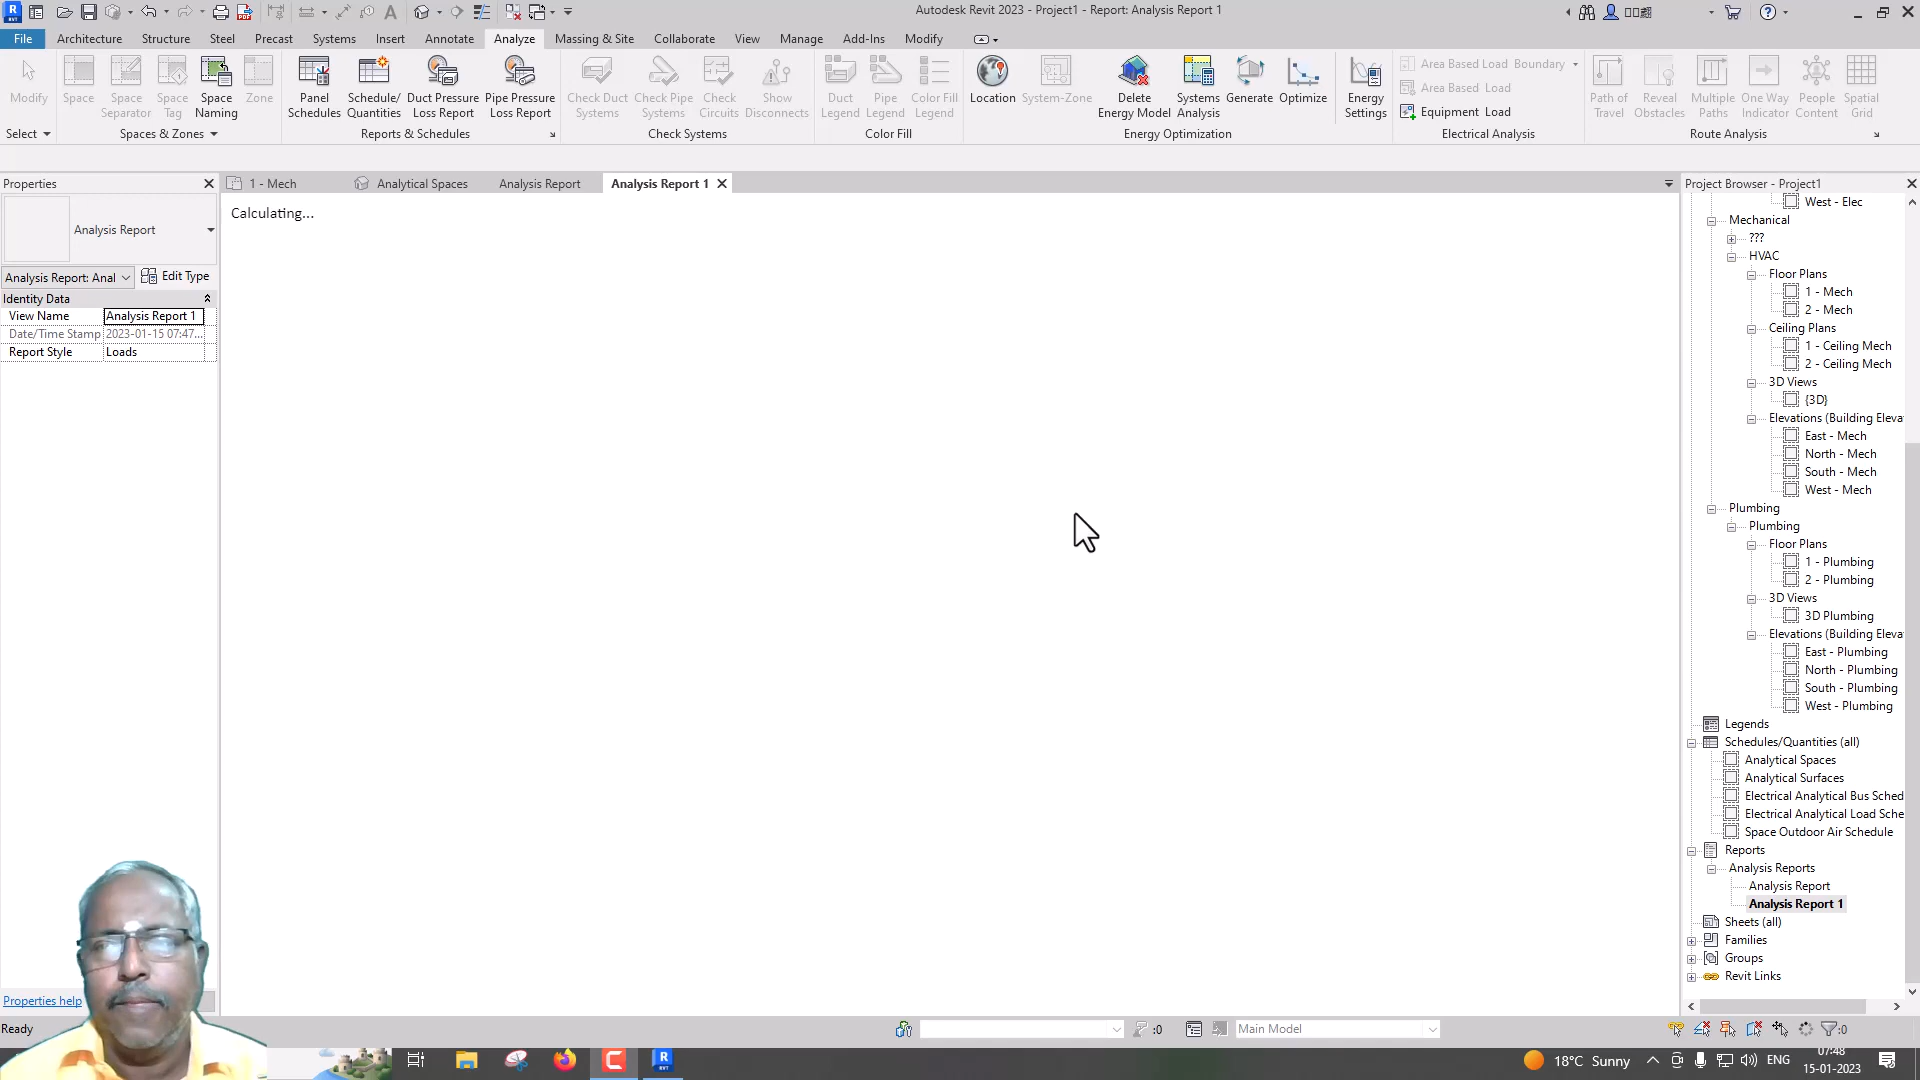 Autodesk Revit 2023 - Project1 - Report: Analysis Report 1
File Architecture Structure Steel Precast Systems Insert Annotate Analyze Massing & Site Collaborate View Manage Add-Ins Modify
Modify
Select
Space
Space Separator
Space Tag
Space Naming
Zone
Spaces & Zones
Panel Schedules
Schedule/ Quantities
Duct Pressure Loss Report
Pipe Pressure Loss Report
Reports & Schedules
Check Duct Systems
Check Pipe Systems
Check Circuits
Show Disconnects
Check Systems
Duct Legend
Pipe Legend
Color Fill Legend
Color Fill
Location
System-Zone
Delete Energy Model
Systems Analysis
Generate
Optimize
Energy Optimization
Energy Settings
Area Based Load Boundary
Area Based Load
Equipment Load
Electrical Analysis
Path of Travel
Reveal Obstacles
Multiple Paths
One Way Indicator
People Content
Spatial Grid
Route Analysis
Properties
Analysis Report
Analysis Report: Anal
Edit Type
Identity Data
View Name Analysis Report 1
Date/Time Stamp 2023-01-15 07:47...
Report Style Loads
Properties help
1 - Mech
Analytical Spaces
Analysis Report
Analysis Report 1
Calculating...
Project Browser - Project1
West - Elec
Mechanical
???
HVAC
Floor Plans
1 - Mech
2 - Mech
Ceiling Plans
1 - Ceiling Mech
2 - Ceiling Mech
3D Views
{3D}
Elevations (Building Eleva
East - Mech
North - Mech
South - Mech
West - Mech
Plumbing
Plumbing
Floor Plans
1 - Plumbing
2 - Plumbing
3D Views
3D Plumbing
Elevations (Building Eleva
East - Plumbing
North - Plumbing
South - Plumbing
West - Plumbing
Legends
Schedules/Quantities (all)
Analytical Spaces
Analytical Surfaces
Electrical Analytical Bus Sched
Electrical Analytical Load Sche
Space Outdoor Air Schedule
Reports
Analysis Reports
Analysis Report
Analysis Report 1
Sheets (all)
Families
Groups
Revit Links
Ready
:0
Main Model
:0
18°C Sunny
ENG
07:48
15-01-2023